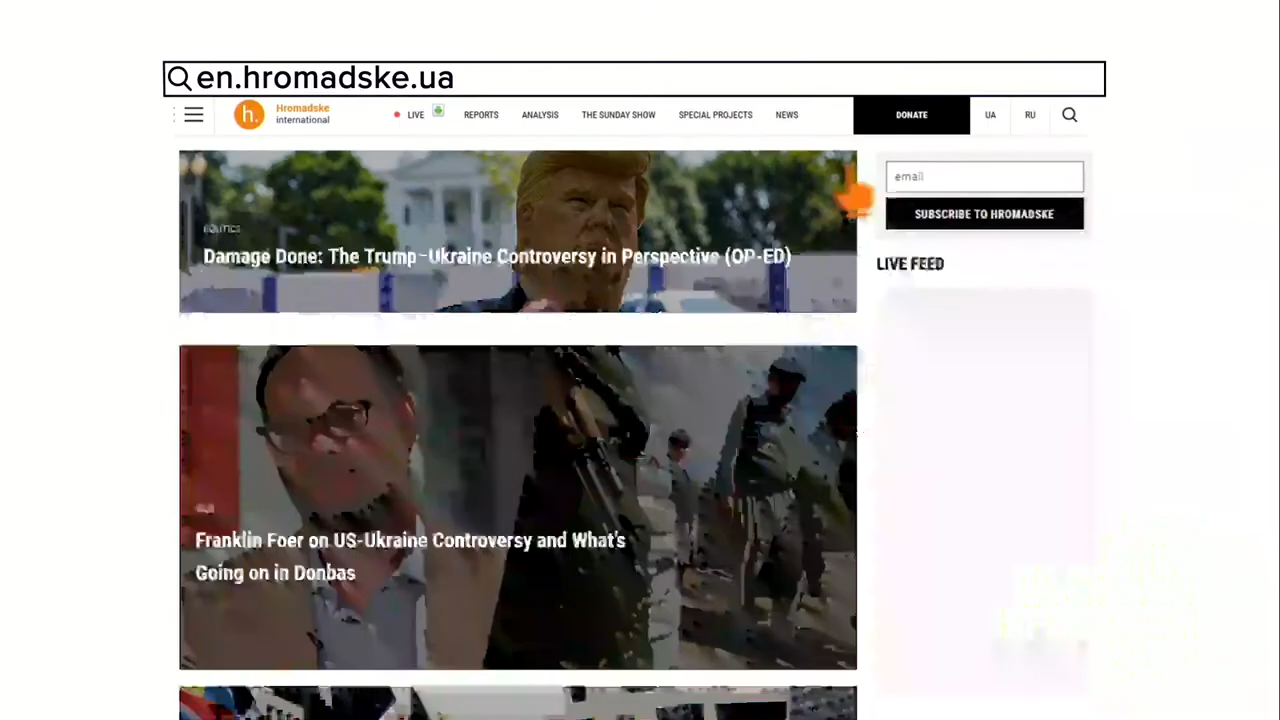 en.hromadske.ua
h.
Hromadske
international
LIVE
REPORTS
ANALYSIS
THE SUNDAY SHOW
SPECIAL PROJECTS
NEWS
DONATE
UA
RU
email
SUBSCRIBE TO HROMADSKE
LIVE FEED
POLITICS
Damage Done: The Trump-Ukraine Controversy in Perspective (OP-ED)
Franklin Foer on US-Ukraine Controversy and What's
Going on in Donbas